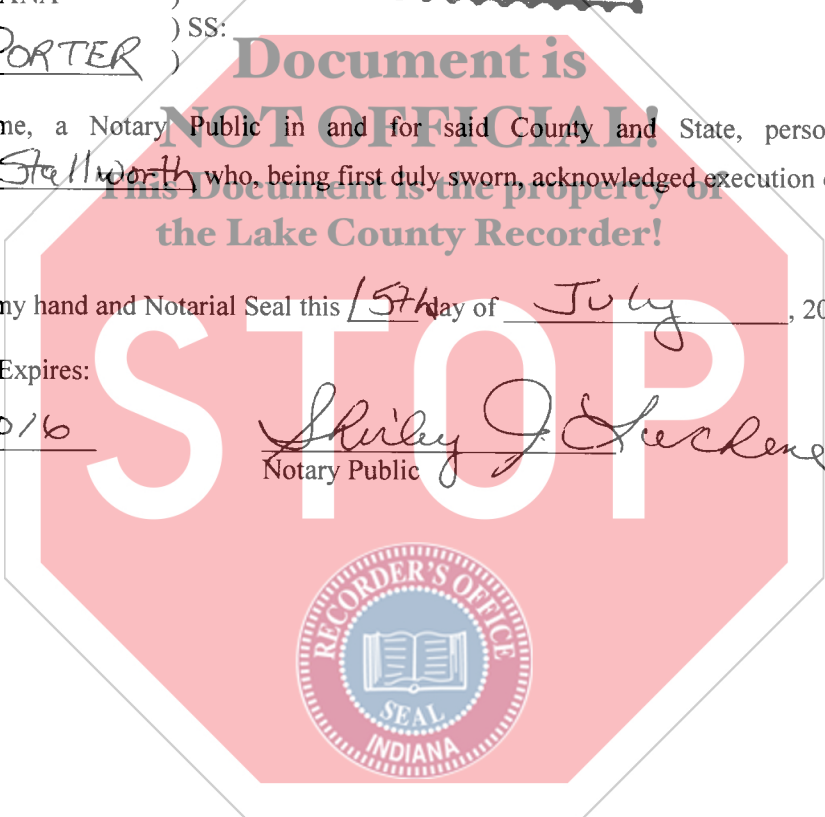 ) SS:
PORTER )
Document is
NOT OFFICIAL!
This Document is the property of
the Lake County Recorder!
me, a Notary Public in and for said County and State, perso
Stallworth who, being first duly sworn, acknowledged execution
my hand and Notarial Seal this 15th day of July, 20
Expires:
016
Shirley J.
Notary Public
STOP
RECORDER'S OFFICE
SEAL
INDIANA